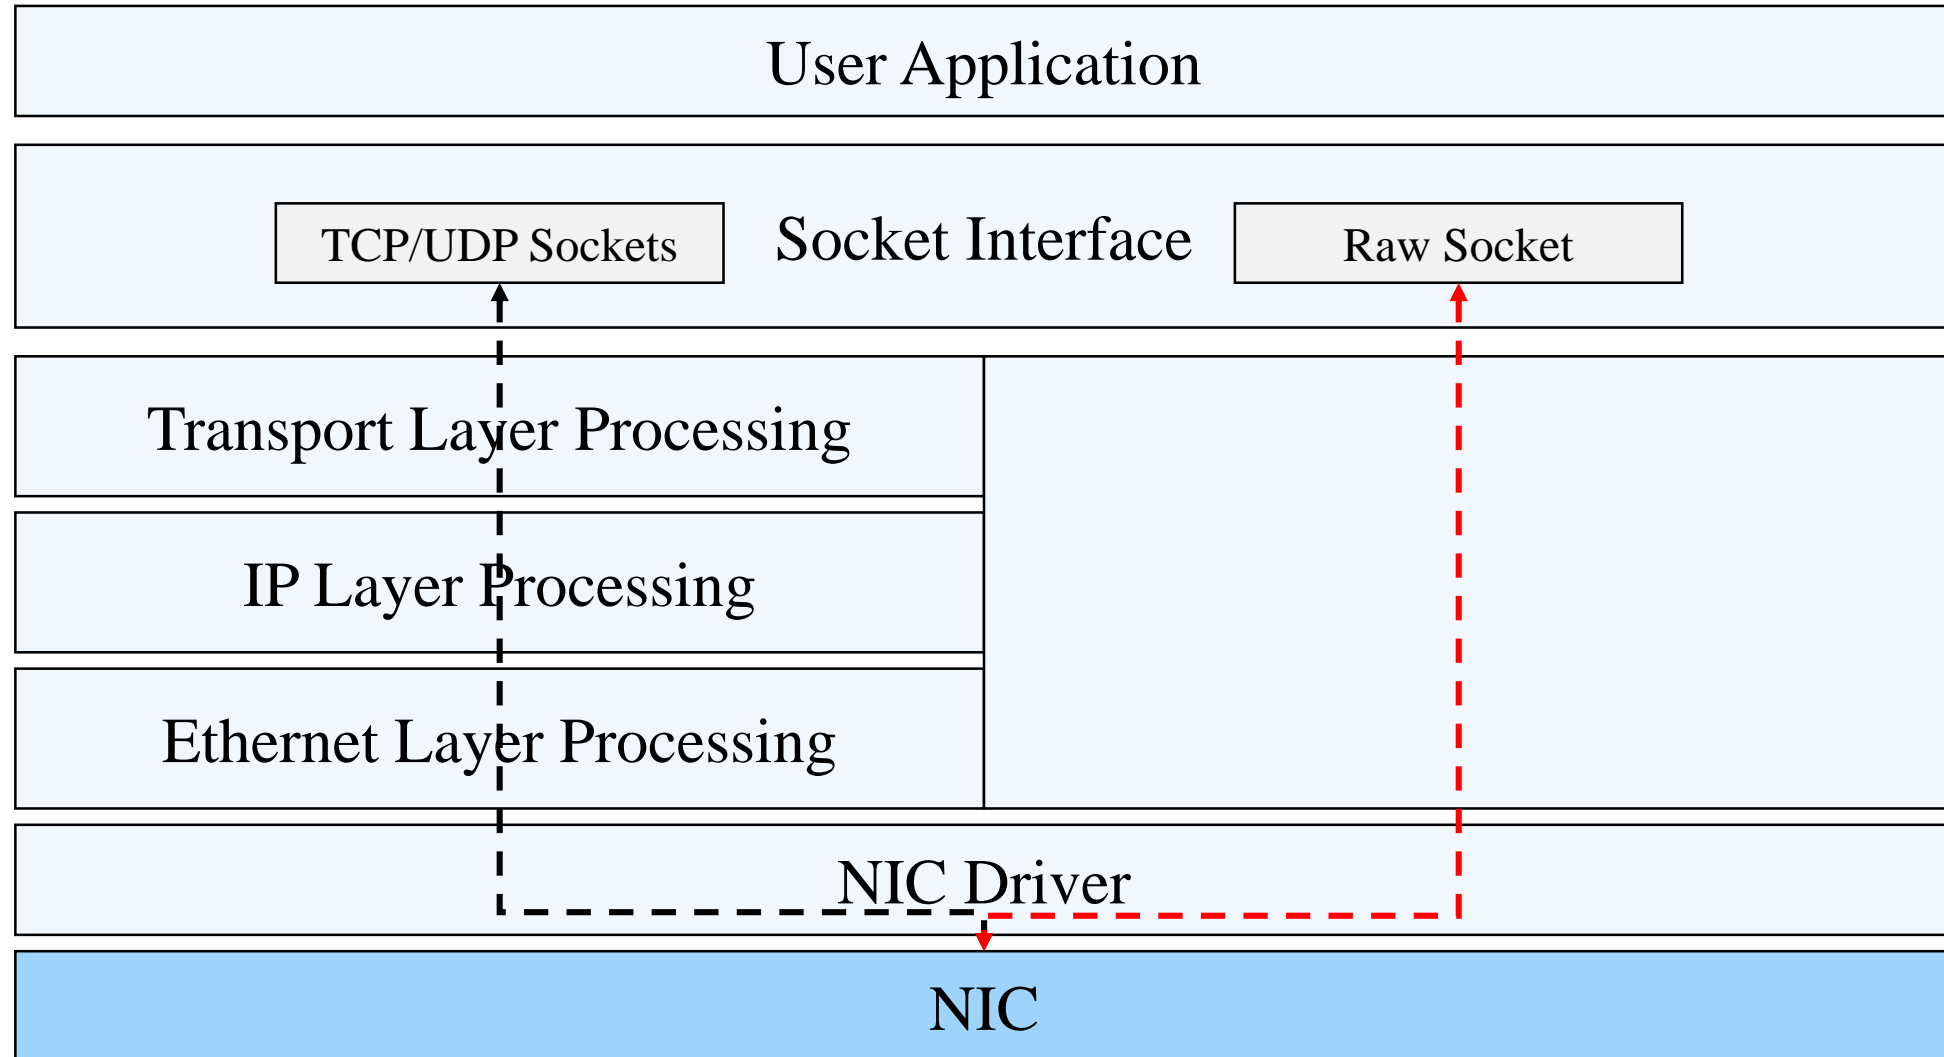 User Application
TCP/UDP Sockets
Socket Interface
Raw Socket
Transport Layer Processing
IP Layer Processing
Ethernet Layer Processing
NIC Driver
NIC